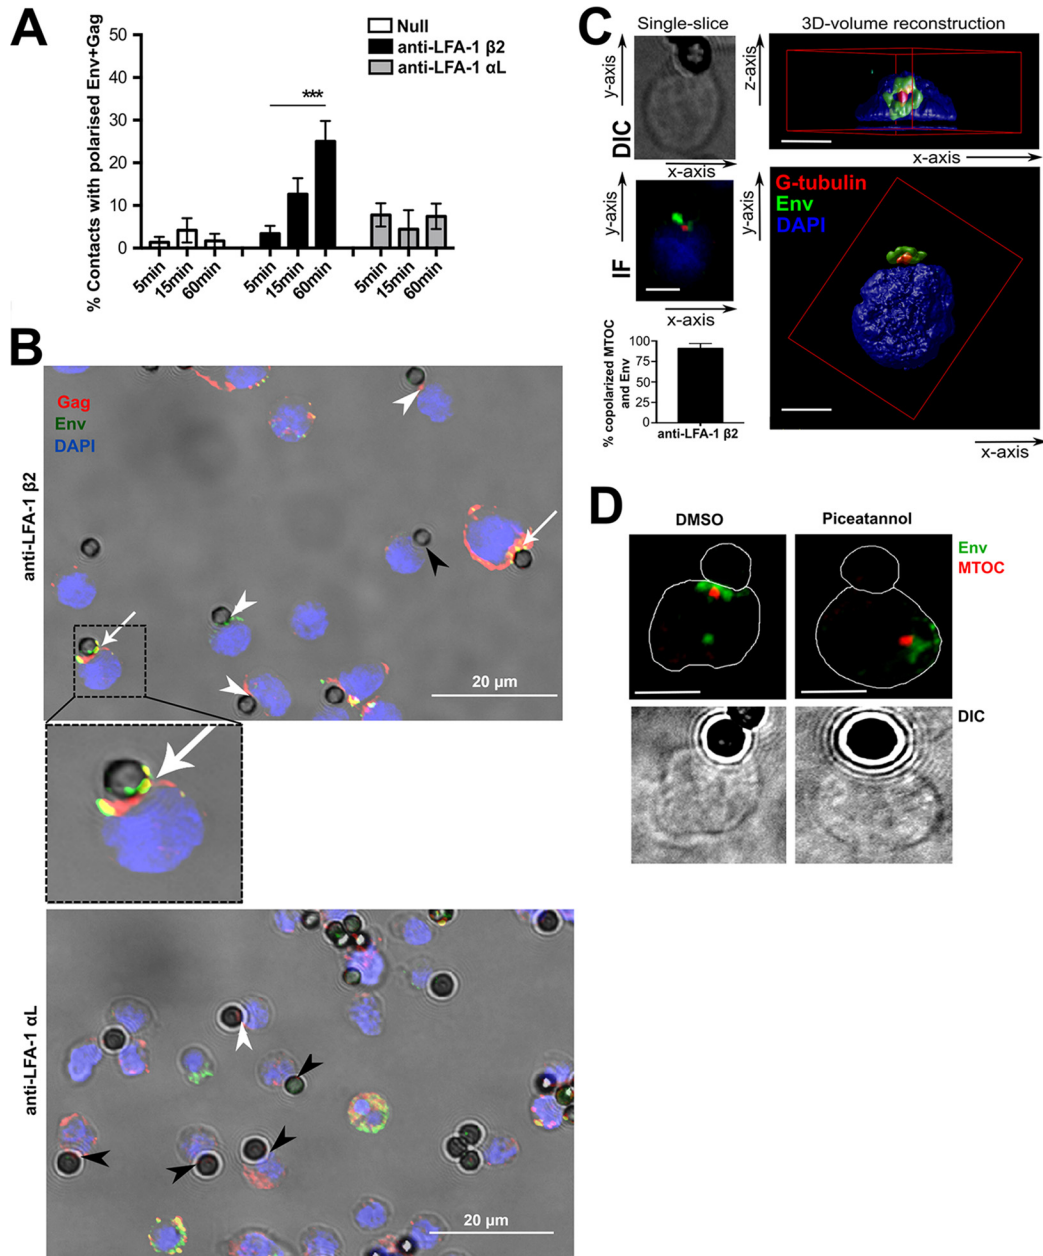 A
Null
anti-LFA-1 β2
anti-LFA-1 αL
% Contacts with polarised Env+Gag
50
40
30
20
10
0
***
5min
15min
60min
5min
15min
60min
5min
15min
60min
B
anti-LFA-1 β2
Gag
Env
DAPI
20 μm
anti-LFA-1 αL
20 μm
C
Single-slice
3D-volume reconstruction
y-axis
DIC
x-axis
z-axis
x-axis
y-axis
IF
x-axis
y-axis
G-tubulin
Env
DAPI
x-axis
% copolarized MTOC
and Env
100
75
50
25
0
anti-LFA-1 β2
D
DMSO
Piceatannol
Env
MTOC
DIC